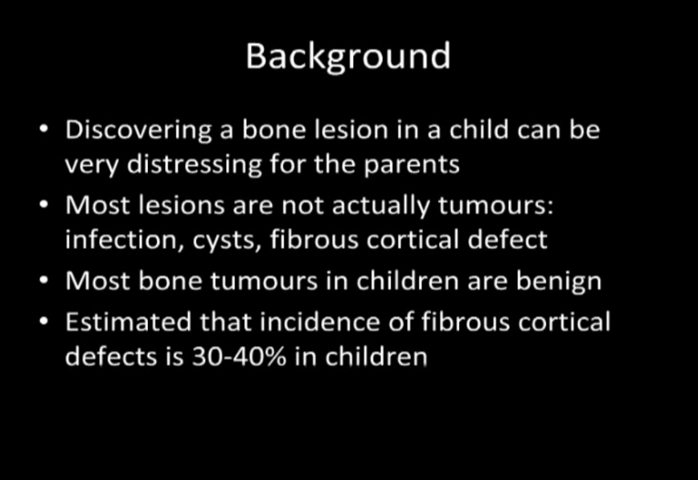 Background
• Discovering a bone lesion in a child can be
very distressing for the parents
• Most lesions are not actually tumours:
infection, cysts, fibrous cortical defect
• Most bone tumours in children are benign
• Estimated that incidence of fibrous cortical
defects is 30-40% in children